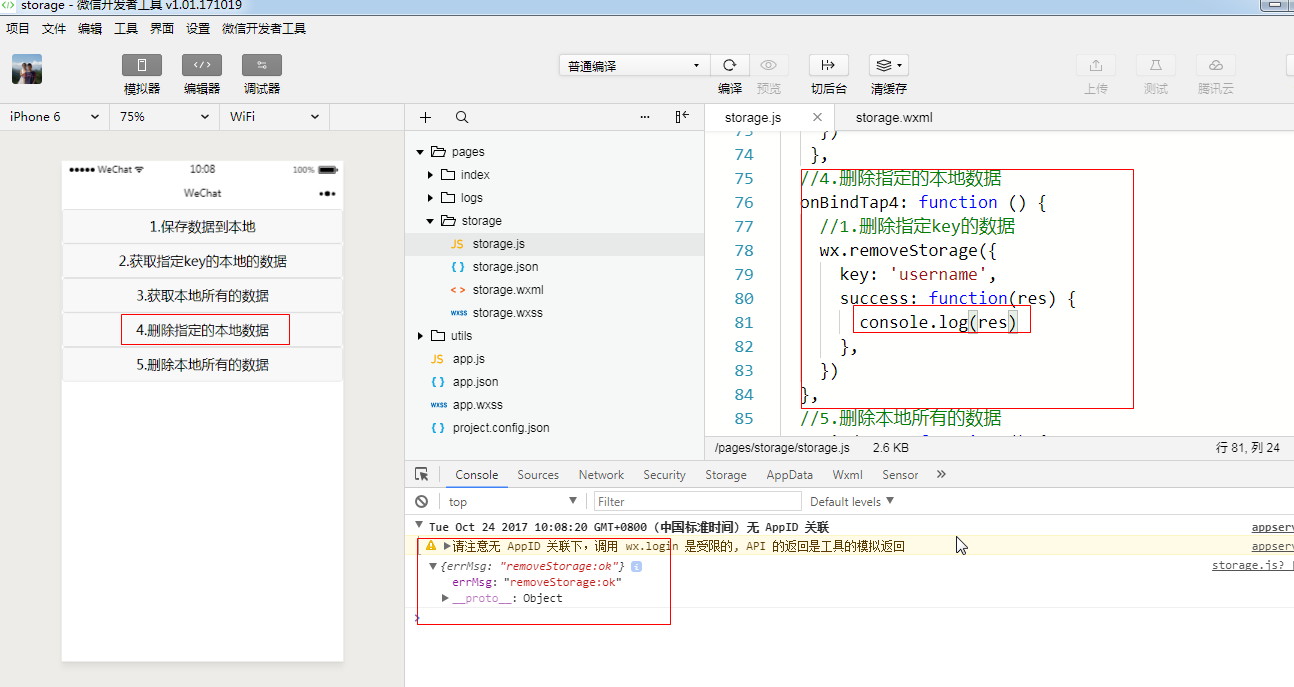 storage - 微信开发者工具 v1.01.171019
项目 文件 编辑 工具 界面 设置 微信开发者工具
普通编译
模拟器 编辑器 调试器 编译 预览 切后台 清缓存 上传 测试 腾讯云
iPhone 6 75% WiFi
WeChat 10:08 100%
WeChat
1.保存数据到本地
2.获取指定key的本地的数据
3.获取本地所有的数据
4.删除指定的本地数据
5.删除本地所有的数据
pages
index
logs
storage
JS storage.js
{ } storage.json
< > storage.wxml
wxss storage.wxss
utils
JS app.js
{ } app.json
wxss app.wxss
{ } project.config.json
storage.js × storage.wxml
73 })
74 },
75 //4.删除指定的本地数据
76 onBindTap4: function () {
77 //1.删除指定key的数据
78 wx.removeStorage({
79 key: 'username',
80 success: function(res) {
81 console.log(res)
82 },
83 })
84 },
85 //5.删除本地所有的数据
/pages/storage/storage.js 2.6 KB 行 81, 列 24
Console Sources Network Security Storage AppData Wxml Sensor »
top Filter Default levels
Tue Oct 24 2017 10:08:20 GMT+0800 (中国标准时间) 无 AppID 关联 appserv
请注意无 AppID 关联下，调用 wx.login 是受限的, API 的返回是工具的模拟返回 appserv
{errMsg: "removeStorage:ok"} i storage.js?
errMsg: "removeStorage:ok"
__proto__: Object
>